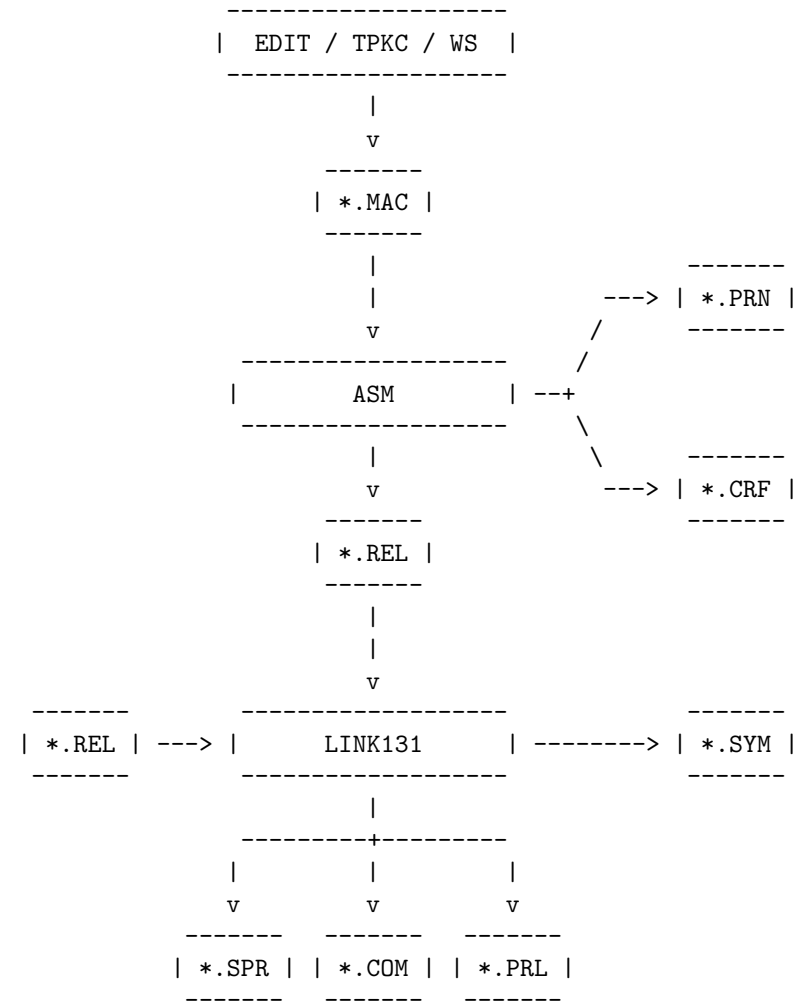 EDIT / TPKC / WS
*.MAC
*.PRN
ASM
*.CRF
*.REL
*.REL
LINK131
*.SYM
*.SPR
*.COM
*.PRL